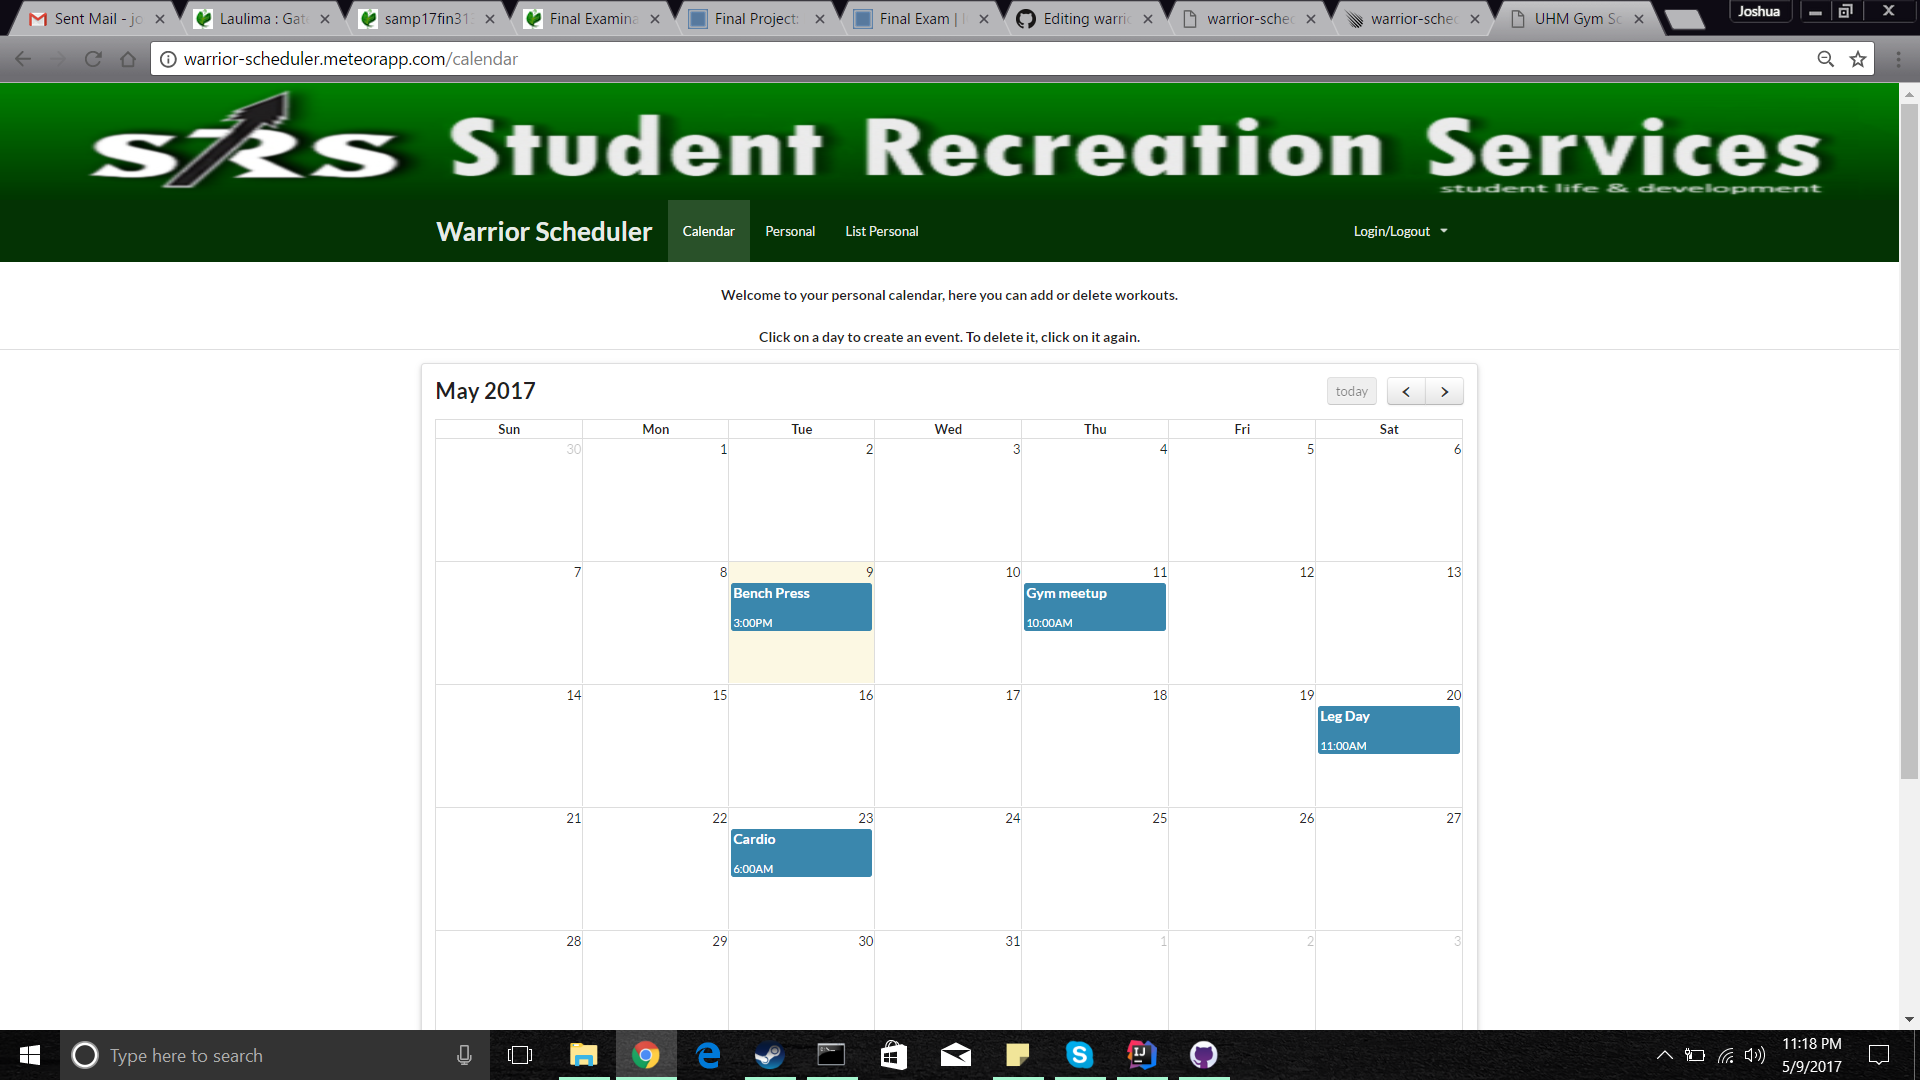 Sent Mail - jo
Laulima : Gat
samp17fin313
Final Examina
Final Project:
Final Exam | I
Editing warri
warrior-sche
warrior-sche
UHM Gym Sc
Joshua
warrior-scheduler.meteorapp.com/calendar
SRS Student Recreation Services
student life & development
Warrior Scheduler
Calendar
Personal
List Personal
Login/Logout
Welcome to your personal calendar, here you can add or delete workouts.
Click on a day to create an event. To delete it, click on it again.
May 2017
today
Sun Mon Tue Wed Thu Fri Sat
30 1 2 3 4 5 6
7 8 9 10 11 12 13
Bench Press
3:00PM
Gym meetup
10:00AM
14 15 16 17 18 19 20
Leg Day
11:00AM
21 22 23 24 25 26 27
Cardio
6:00AM
28 29 30 31 1 2 3
Type here to search
11:18 PM
5/9/2017